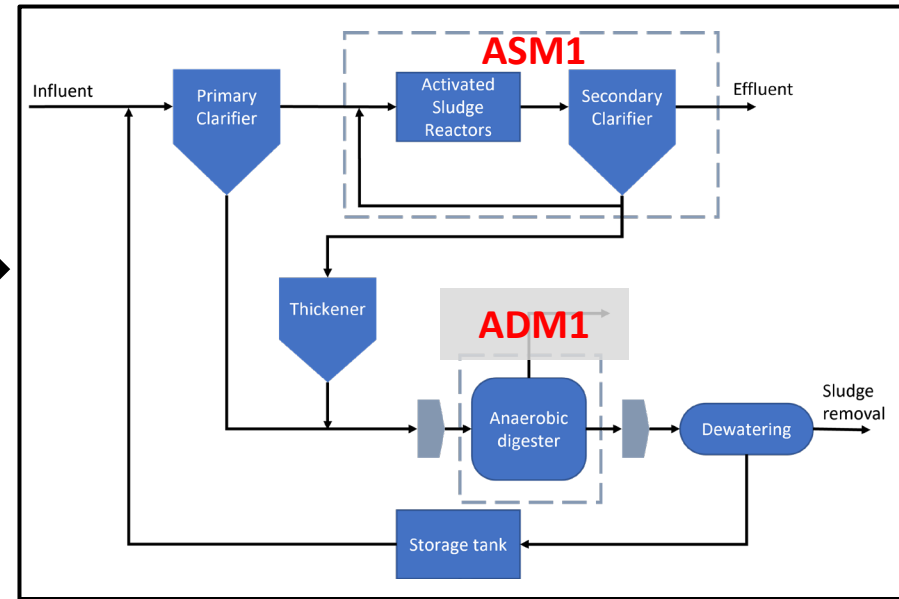 ASM1
Influent
Primary
Clarifier
Activated
Sludge
Reactors
Secondary
Clarifier
Effluent
Thickener
ADM1
Anaerobic
digester
Sludge
removal
Dewatering
Storage tank